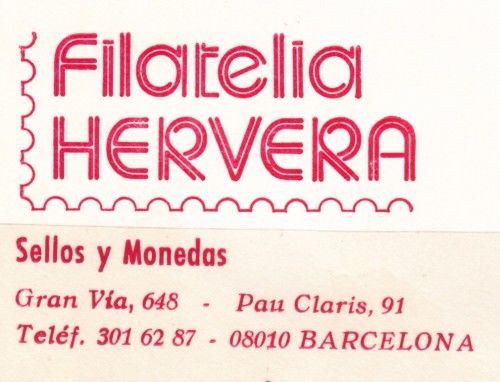 Filatelia
HERVERA
Sellos y Monedas
Gran Vía, 648 - Pau Claris, 91
Teléf. 301 62 87 - 08010 BARCELONA